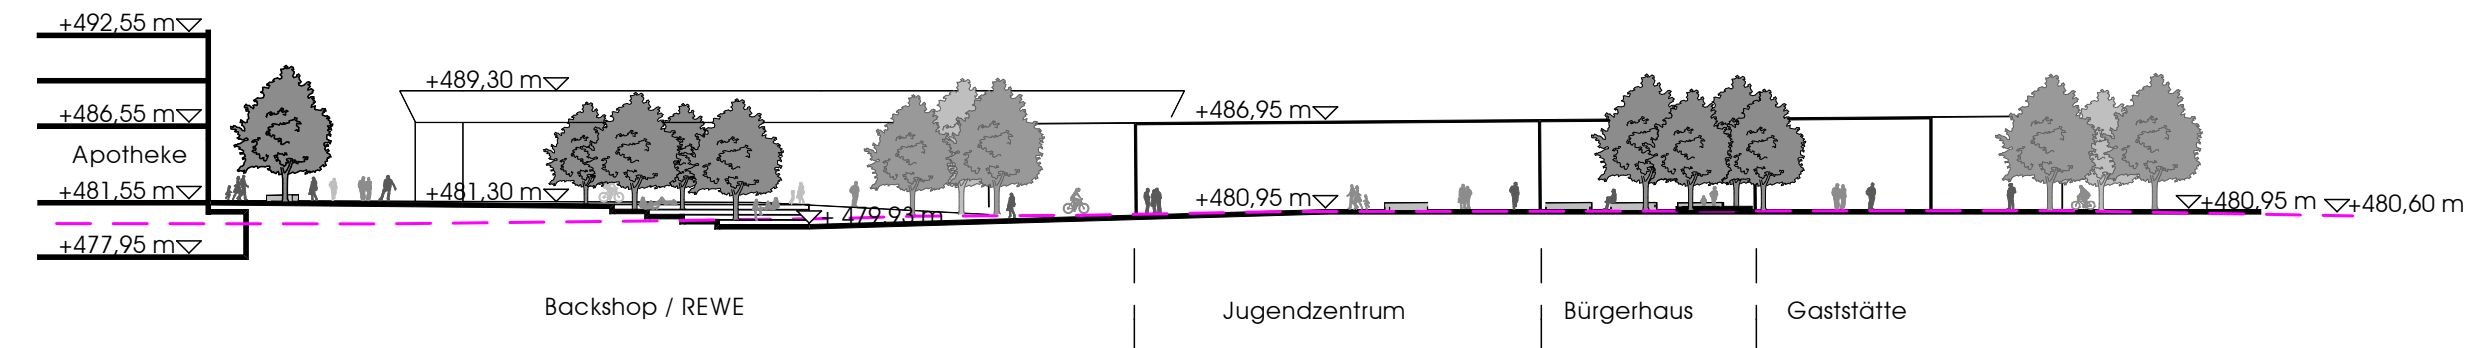 +492,55 m
+489,30 m
+486,55 m
+486,95 m
Apotheke
+481,55 m
+481,30 m
+480,95 m
+480,95 m
+480,60 m
+ 479,93 m
+477,95 m
Backshop / REWE
Jugendzentrum
Bürgerhaus
Gaststätte